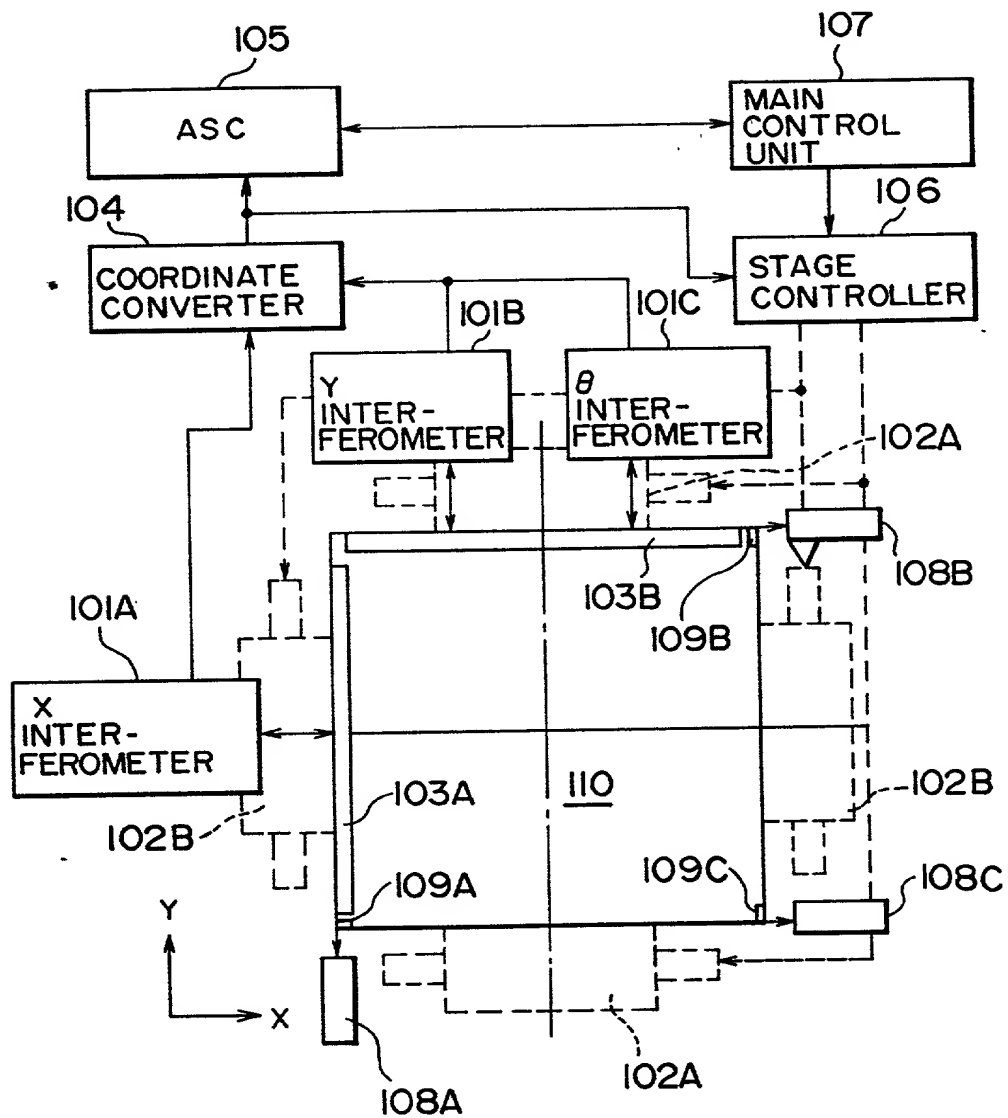 105
107
ASC
MAIN
CONTROL
UNIT
104
106
COORDINATE
CONVERTER
STAGE
CONTROLLER
101B
101C
Y
INTER-
FEROMETER
θ
INTER-
FEROMETER
102A
108B
103B
109B
101A
X
INTER-
FEROMETER
110
103A
102B
102B
109A
109C
108C
Y
X
108A
102A